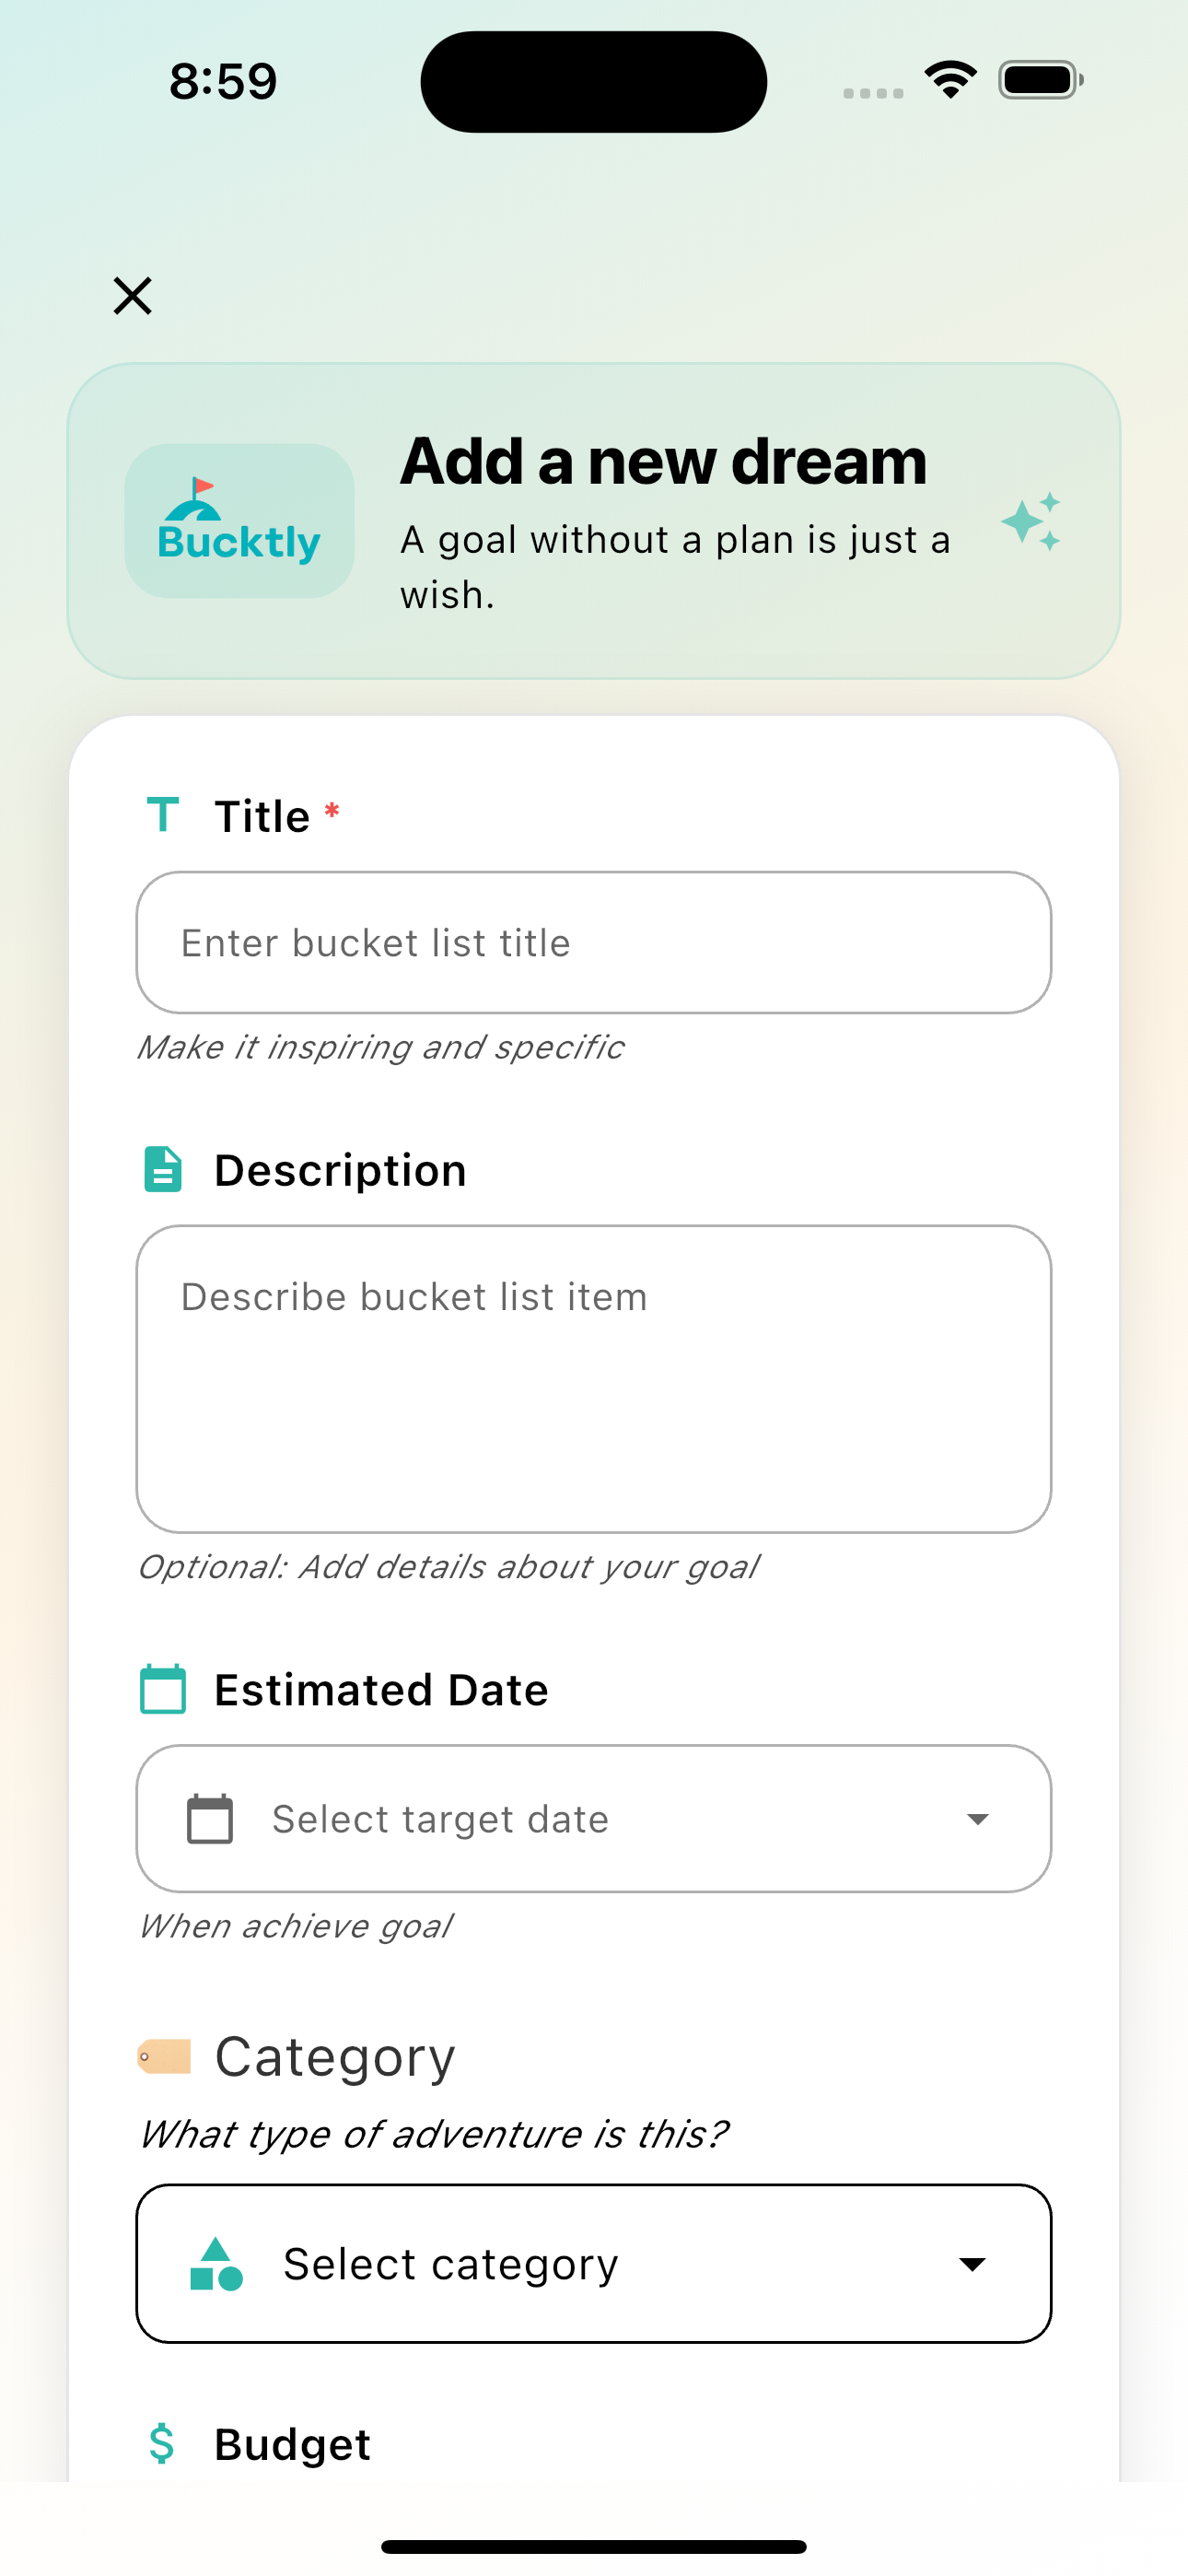 8:59
Bucktly
Add a new dream
A goal without a plan is just a
wish.
Title *
Enter bucket list title
Make it inspiring and specific
Description
Describe bucket list item
Optional: Add details about your goal
Estimated Date
Select target date
When achieve goal
Category
What type of adventure is this?
Select category
$ Budget